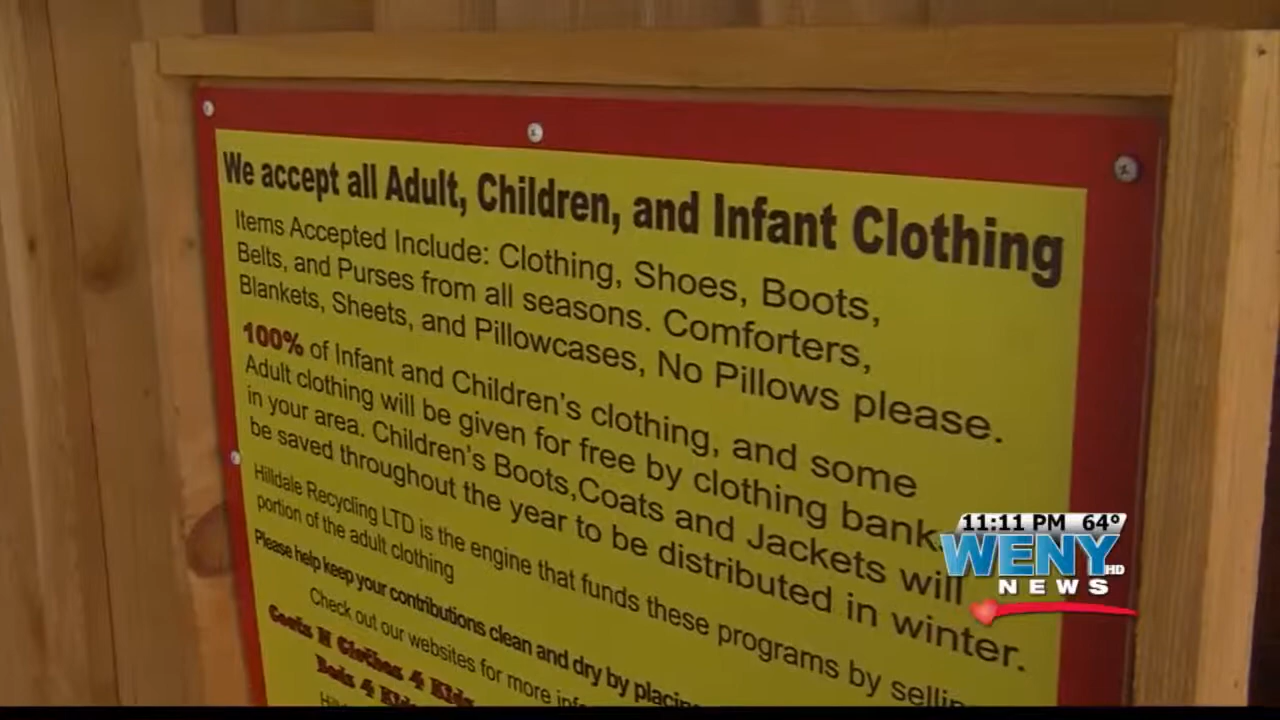 We accept all Adult, Children, and Infant Clothing
Items Accepted Include: Clothing, Shoes, Boots,
Belts, and Purses from all seasons. Comforters,
Blankets, Sheets, and Pillowcases, No Pillows please.
100% of Infant and Children's clothing, and some
Adult clothing will be given for free by clothing bank
in your area. Children's Boots,Coats and Jackets will
be saved throughout the year to be distributed in winter.
Hilldale Recycling LTD is the engine that funds these programs by sellin
portion of the adult clothing
Please help keep your contributions clean and dry by placin
Check out our websites for more info
Coats N Clothes 4 Kids
11:11 PM 64°
WENY HD
NEWS